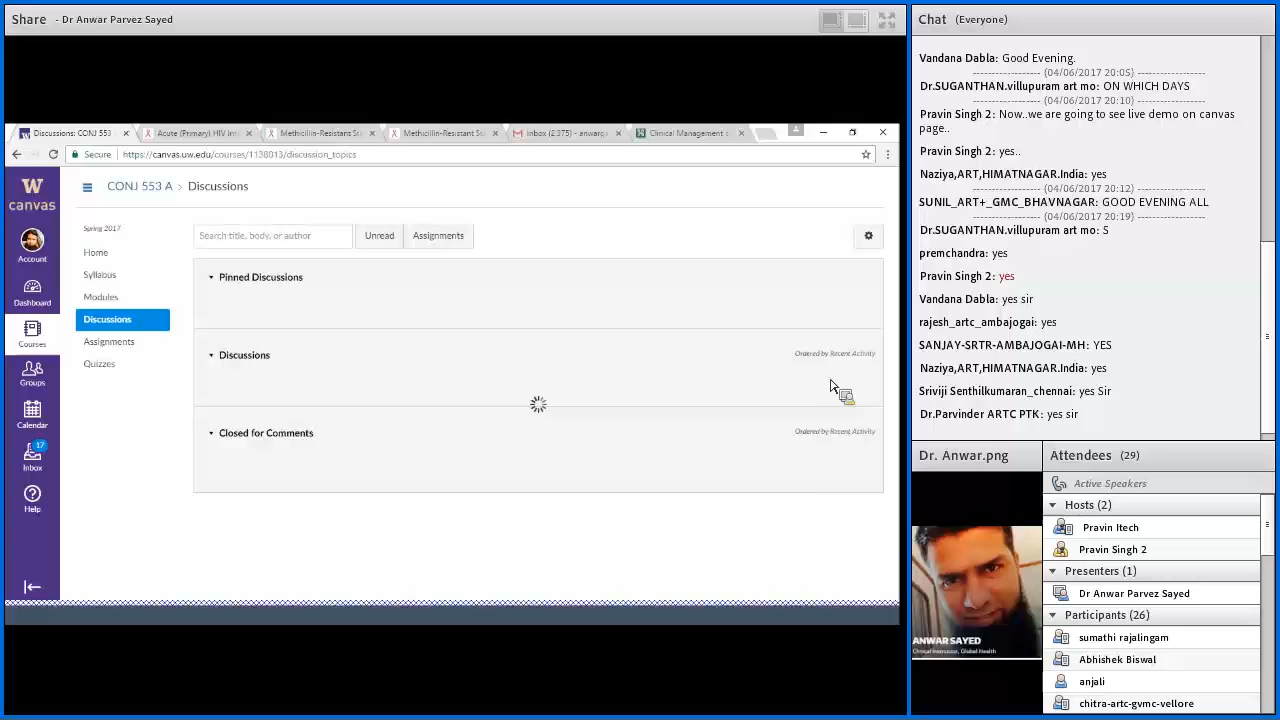 Share - Dr Anwar Parvez Sayed
Discussions: CONJ 553
Acute (Primary) HIV Inf
Methicillin-Resistant St
Methicillin-Resistant St
Inbox (2,375) - anwarp
Clinical Management o
Secure https://canvas.uw.edu/courses/1138013/discussion_topics
W
canvas
Account
Dashboard
Courses
Groups
Calendar
17
Inbox
Help
CONJ 553 A > Discussions
Spring 2017
Home
Syllabus
Modules
Discussions
Assignments
Quizzes
Search title, body, or author
Unread
Assignments
Pinned Discussions
Discussions
Ordered by Recent Activity
Closed for Comments
Ordered by Recent Activity
Chat (Everyone)
Vandana Dabla: Good Evening.
------------------ (04/06/2017 20:05) ------------------
Dr.SUGANTHAN.villupuram art mo: ON WHICH DAYS
------------------ (04/06/2017 20:10) ------------------
Pravin Singh 2: Now..we are going to see live demo on canvas
page..
Pravin Singh 2: yes..
Naziya,ART,HIMATNAGAR.India: yes
------------------ (04/06/2017 20:12) ------------------
SUNIL_ART+_GMC_BHAVNAGAR: GOOD EVENING ALL
------------------ (04/06/2017 20:19) ------------------
Dr.SUGANTHAN.villupuram art mo: S
premchandra: yes
Pravin Singh 2: yes
Vandana Dabla: yes sir
rajesh_artc_ambajogai: yes
SANJAY-SRTR-AMBAJOGAI-MH: YES
Naziya,ART,HIMATNAGAR.India: yes
Sriviji Senthilkumaran_chennai: yes Sir
Dr.Parvinder ARTC PTK: yes sir
Dr. Anwar.png
ANWAR SAYED
Clinical Instructor, Global Health
Attendees (29)
Active Speakers
Hosts (2)
Pravin Itech
Pravin Singh 2
Presenters (1)
Dr Anwar Parvez Sayed
Participants (26)
sumathi rajalingam
Abhishek Biswal
anjali
chitra-artc-gvmc-vellore